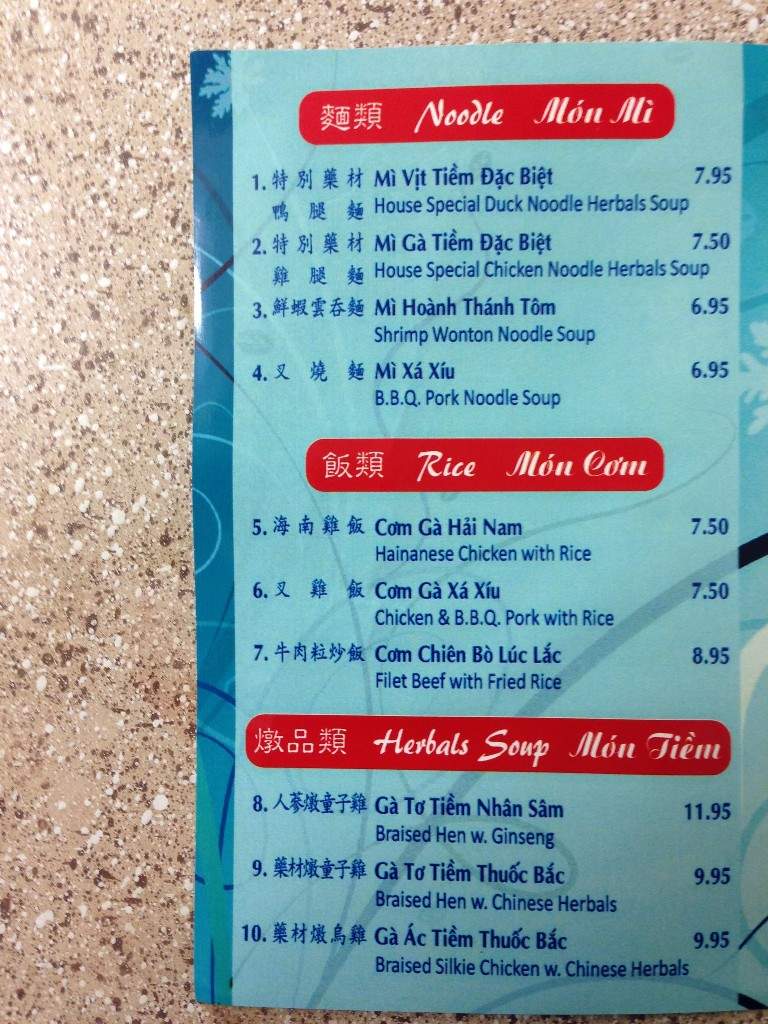 麵類 Noodle Món Mì
1. 特別藥材 Mì Vịt Tiềm Đặc Biệt 7.95
鴨腿麵 House Special Duck Noodle Herbals Soup
2. 特別藥材 Mì Gà Tiềm Đặc Biệt 7.50
雞腿麵 House Special Chicken Noodle Herbals Soup
3. 鮮蝦雲吞麵 Mì Hoành Thánh Tôm 6.95
Shrimp Wonton Noodle Soup
4. 叉燒麵 Mì Xá Xíu 6.95
B.B.Q. Pork Noodle Soup
飯類 Rice Món Cơm
5. 海南雞飯 Cơm Gà Hải Nam 7.50
Hainanese Chicken with Rice
6. 叉雞飯 Cơm Gà Xá Xíu 7.50
Chicken & B.B.Q. Pork with Rice
7. 牛肉粒炒飯 Cơm Chiên Bò Lúc Lắc 8.95
Filet Beef with Fried Rice
燉品類 Herbals Soup Món Tiềm
8. 人蔘燉童子雞 Gà Tơ Tiềm Nhân Sâm 11.95
Braised Hen w. Ginseng
9. 藥材燉童子雞 Gà Tơ Tiềm Thuốc Bắc 9.95
Braised Hen w. Chinese Herbals
10. 藥材燉烏雞 Gà Ác Tiềm Thuốc Bắc 9.95
Braised Silkie Chicken w. Chinese Herbals